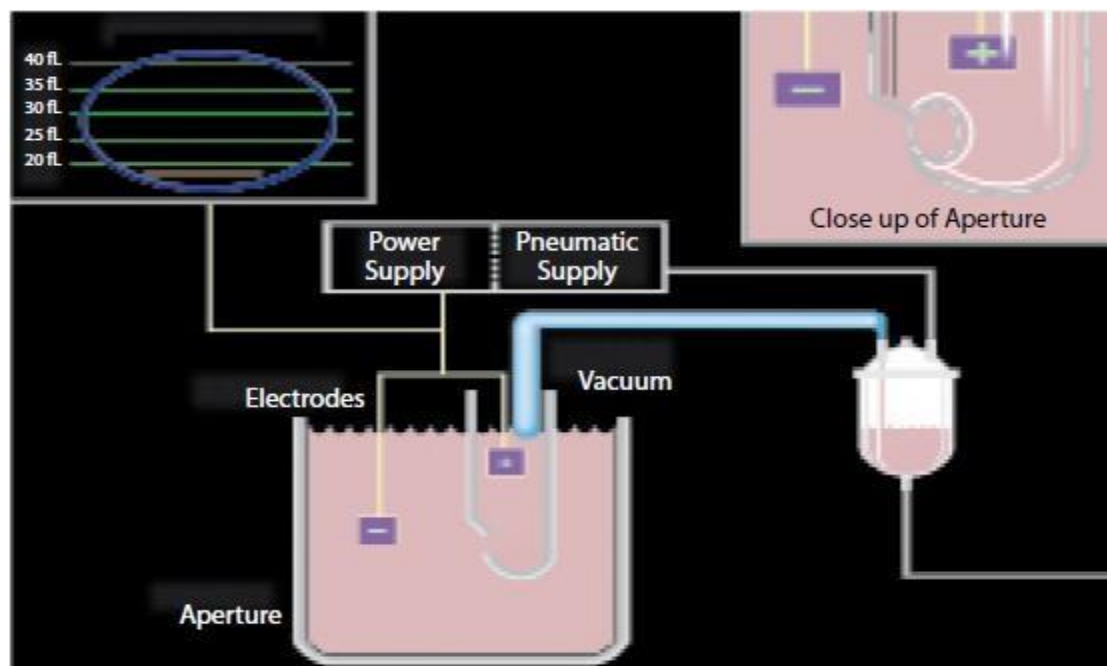 40 fL
35 fL
30 fL
25 fL
20 fL
+
−
Close up of Aperture
Power
Supply
Pneumatic
Supply
Vacuum
Electrodes
+
−
Aperture